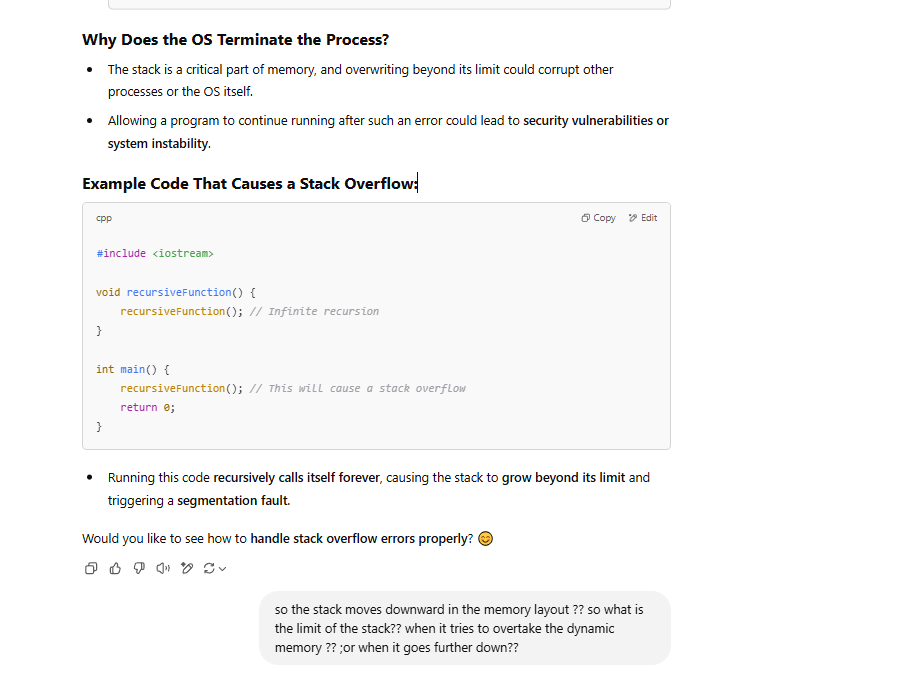 Why Does the OS Terminate the Process?
• The stack is a critical part of memory, and overwriting beyond its limit could corrupt other
processes or the OS itself.
• Allowing a program to continue running after such an error could lead to security vulnerabilities or
system instability.
Example Code That Causes a Stack Overflow:
cpp Copy Edit
#include <iostream>
void recursiveFunction() {
    recursiveFunction(); // Infinite recursion
}
int main() {
    recursiveFunction(); // This will cause a stack overflow
    return 0;
}
• Running this code recursively calls itself forever, causing the stack to grow beyond its limit and
triggering a segmentation fault.
Would you like to see how to handle stack overflow errors properly? 😊
so the stack moves downward in the memory layout ?? so what is
the limit of the stack?? when it tries to overtake the dynamic
memory ?? ;or when it goes further down??